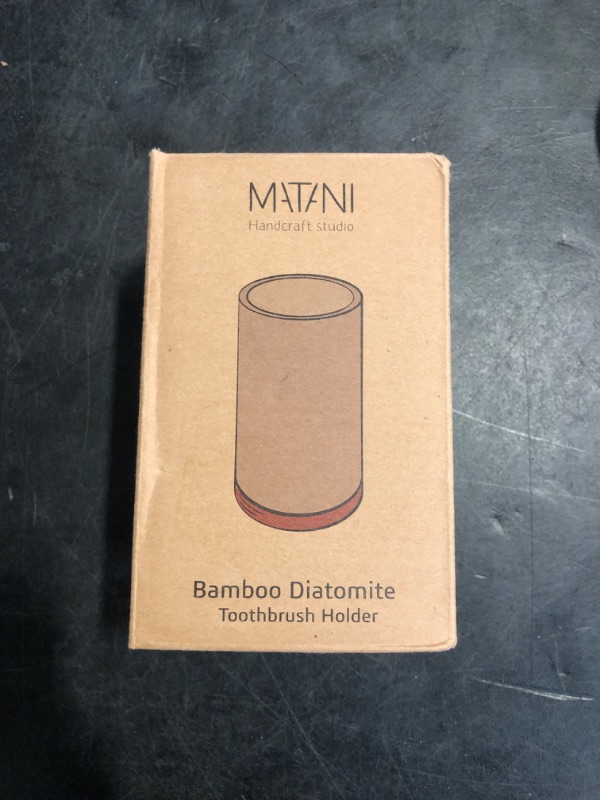 MATANI
Handcraft studio
Bamboo Diatomite
Toothbrush Holder